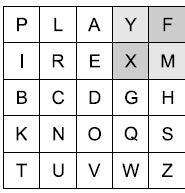 P L A Y F
I R E X M
B C D G H
K N O Q S
T U V W Z